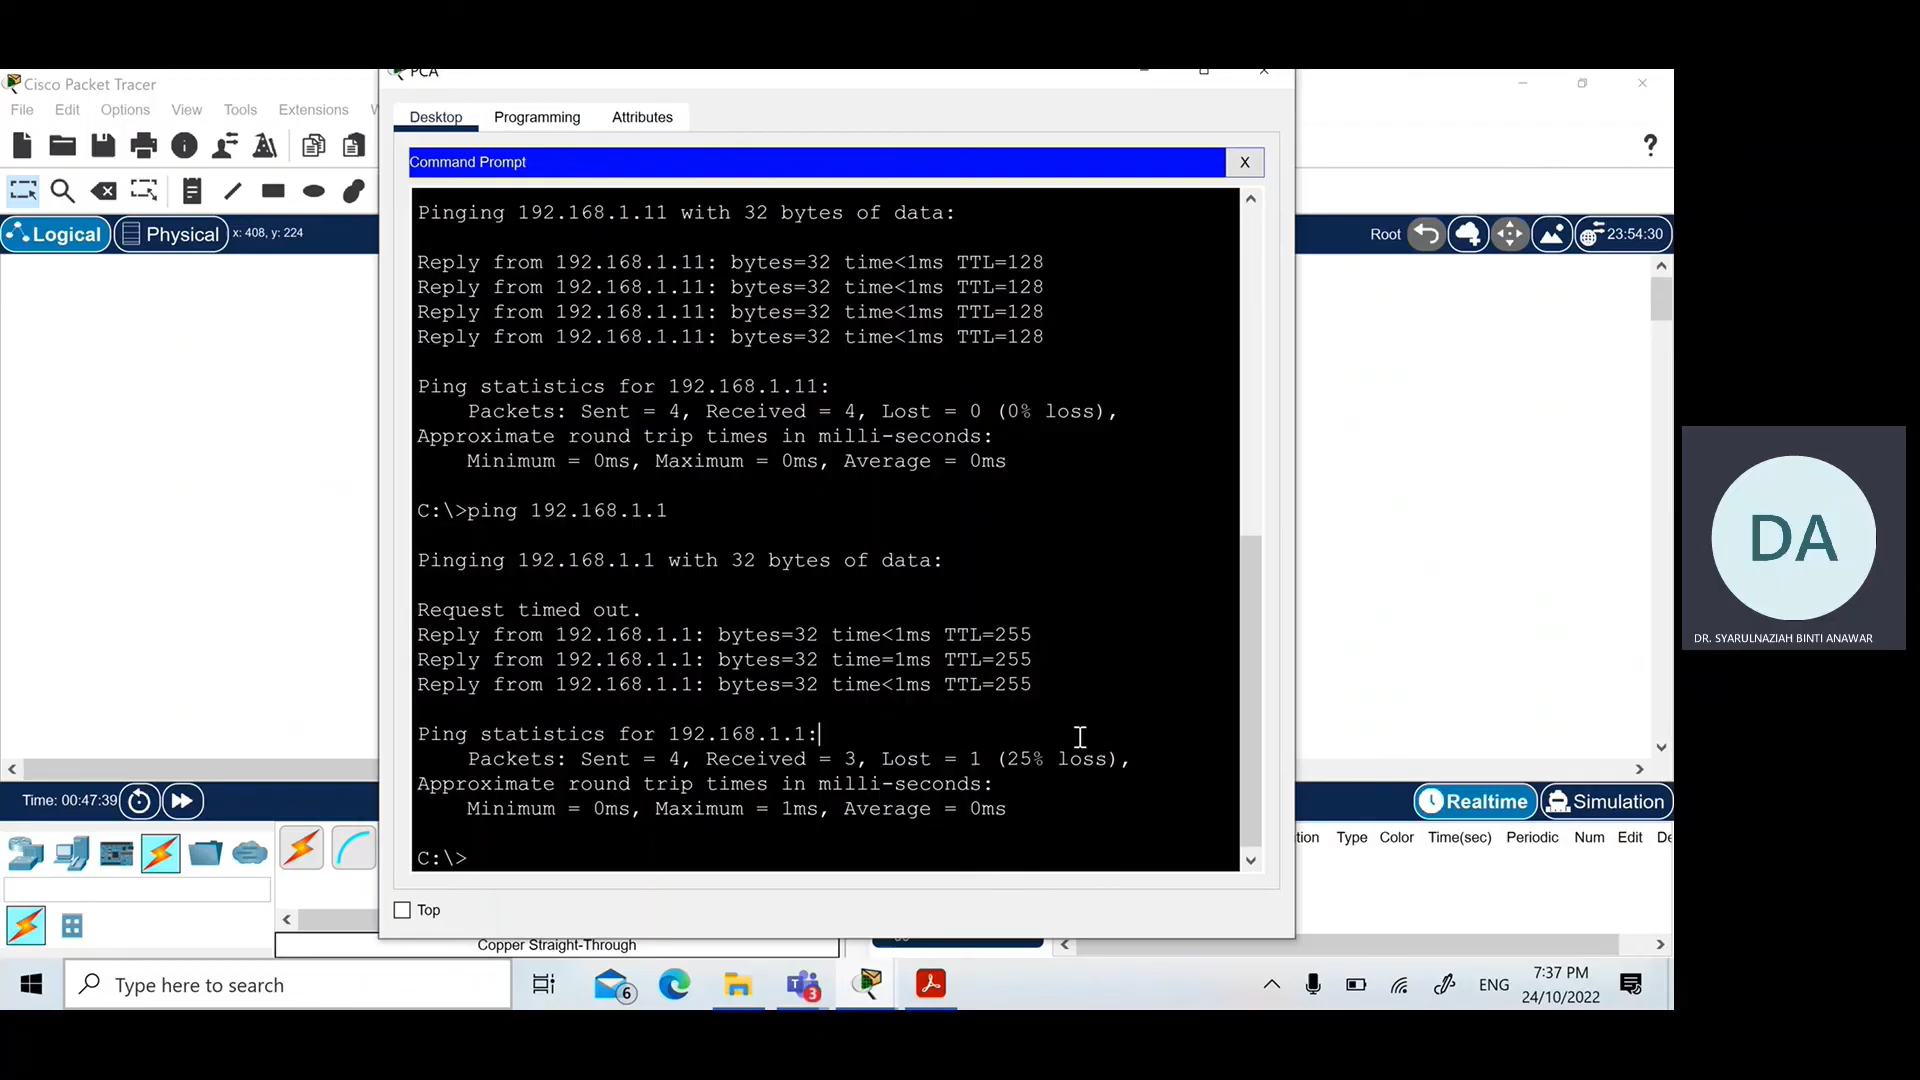 PCA
Cisco Packet Tracer
File Edit Options View Tools Extensions
Desktop Programming Attributes
Command Prompt X
?
Logical Physical x: 408, y: 224
Root 23:54:30
Pinging 192.168.1.11 with 32 bytes of data:
Reply from 192.168.1.11: bytes=32 time<1ms TTL=128
Reply from 192.168.1.11: bytes=32 time<1ms TTL=128
Reply from 192.168.1.11: bytes=32 time<1ms TTL=128
Reply from 192.168.1.11: bytes=32 time<1ms TTL=128
Ping statistics for 192.168.1.11:
Packets: Sent = 4, Received = 4, Lost = 0 (0% loss),
Approximate round trip times in milli-seconds:
Minimum = 0ms, Maximum = 0ms, Average = 0ms
C:\>ping 192.168.1.1
Pinging 192.168.1.1 with 32 bytes of data:
Request timed out.
Reply from 192.168.1.1: bytes=32 time<1ms TTL=255
Reply from 192.168.1.1: bytes=32 time=1ms TTL=255
Reply from 192.168.1.1: bytes=32 time<1ms TTL=255
Ping statistics for 192.168.1.1:
Packets: Sent = 4, Received = 3, Lost = 1 (25% loss),
Approximate round trip times in milli-seconds:
Minimum = 0ms, Maximum = 1ms, Average = 0ms
C:\>
DA
DR. SYARULNAZIAH BINTI ANAWAR
Time: 00:47:39
Realtime Simulation
tion Type Color Time(sec) Periodic Num Edit De
Top
Copper Straight-Through
Type here to search
6
3
ENG
7:37 PM
24/10/2022